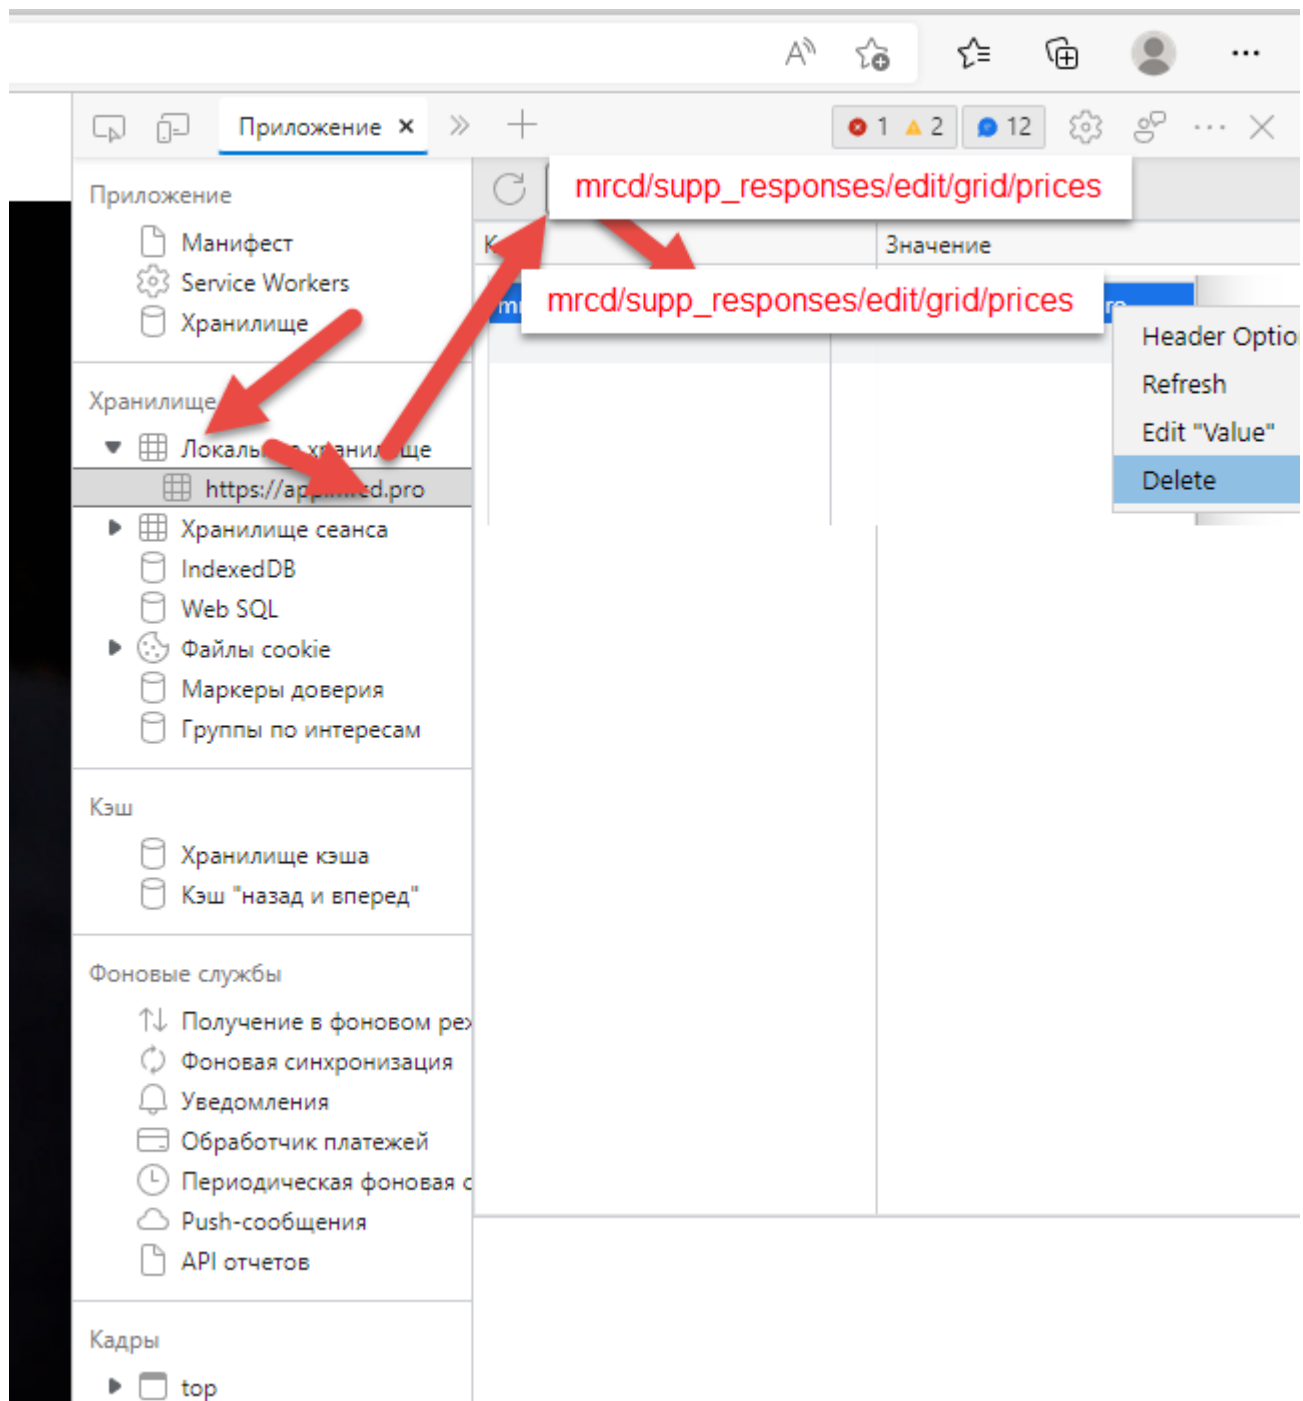 Приложение
1 2 12
Приложение
mrcd/supp_responses/edit/grid/prices
Манифест
Значение
Service Workers
mrcd/supp_responses/edit/grid/prices
Хранилище
Header Optio
Refresh
Хранилище
Edit "Value"
хранилище
Delete
Хранилище сеанса
IndexedDB
Web SQL
Файлы cookie
Маркеры доверия
Группы по интересам
Кэш
Хранилище кэша
Кэш "назад и вперед"
Фоновые службы
Получение в фоновом реж
Фоновая синхронизация
Уведомления
Обработчик платежей
Периодическая фоновая с
Push-сообщения
API отчетов
Кадры
top